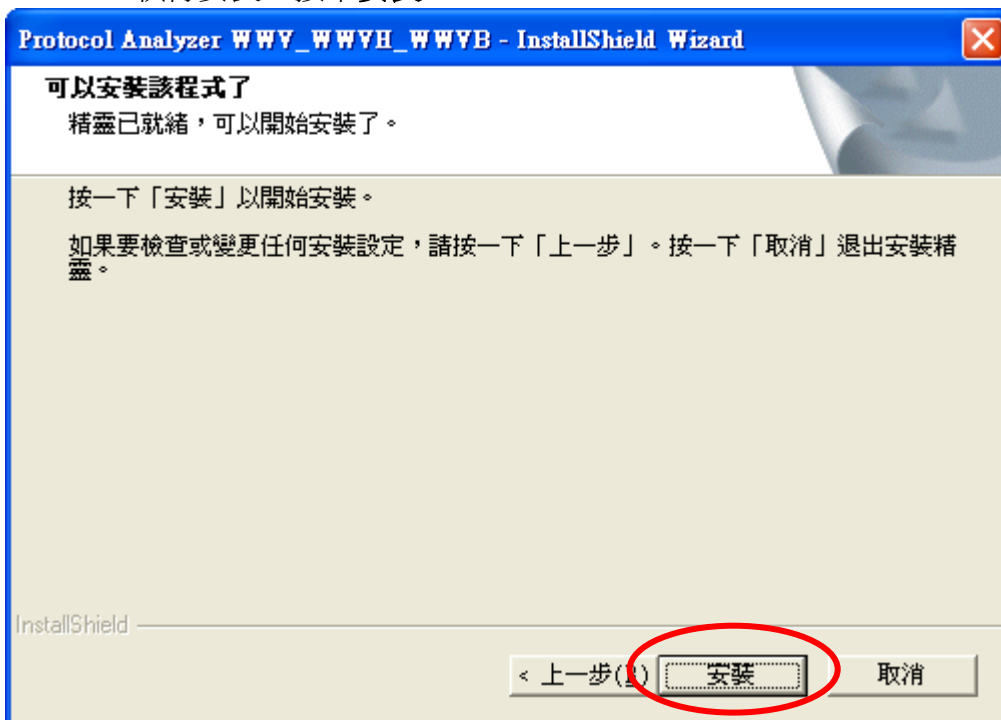 Protocol Analyzer WWV_WWVH_WWVB - InstallShield Wizard
可以安裝該程式了
精靈已就緒，可以開始安裝了。
按一下「安裝」以開始安裝。
如果要檢查或變更任何安裝設定，請按一下「上一步」。按一下「取消」退出安裝精
靈。
InstallShield
< 上一步(B) 安裝 取消